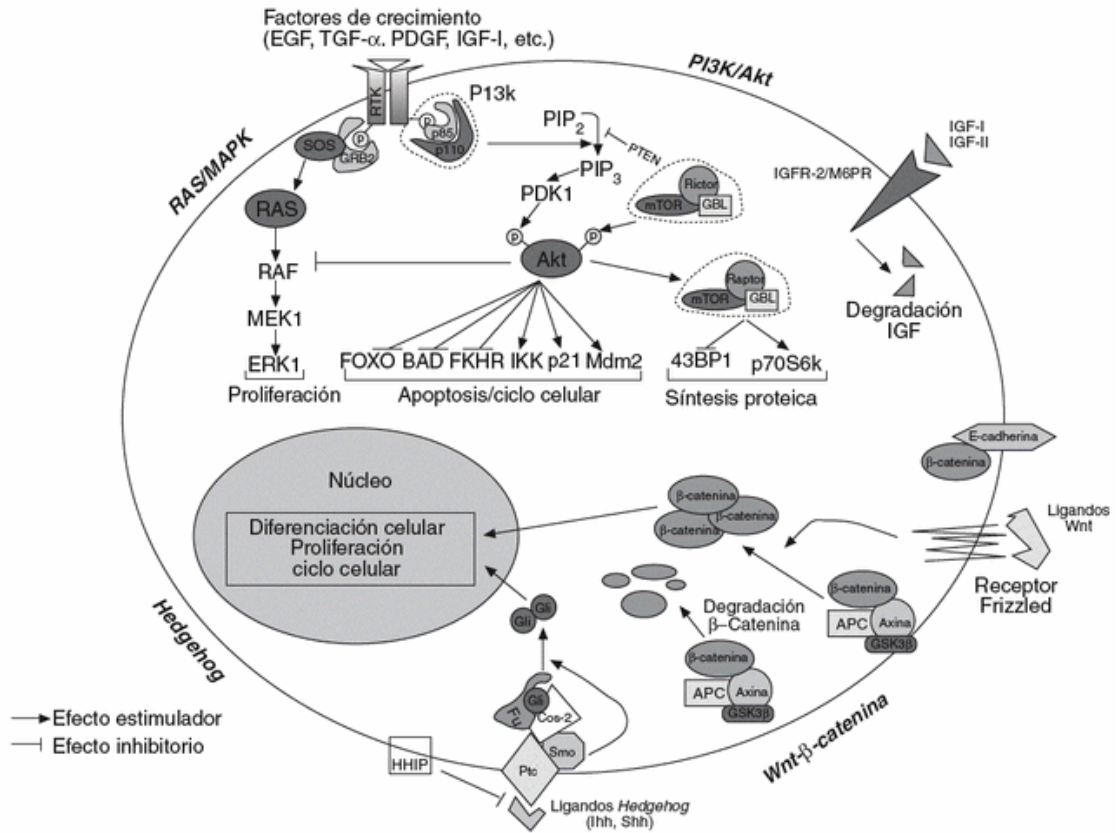 Factores de crecimiento
(EGF, TGF-α. PDGF, IGF-I, etc.)
PI3K/Akt
RAS/MAPK
RTK
P13k
p
p85
p110
SOS
p
GRB2
RAS
RAF
MEK1
ERK1
Proliferación
PIP2
PTEN
PIP3
PDK1
Rictor
mTOR
GBL
p
p
Akt
Raptor
mTOR
GBL
FOXO BAD FKHR IKK p21 Mdm2
Apoptosis/ciclo celular
43BP1 p70S6k
Síntesis proteica
IGF-I
IGF-II
IGFR-2/M6PR
Degradación
IGF
E-cadherina
β-catenina
Núcleo
Diferenciación celular
Proliferación
ciclo celular
β-catenina
β-catenina
β-catenina
Ligandos
Wnt
Receptor
Frizzled
β-catenina
APC
Axina
GSK3β
Degradación
β-Catenina
β-catenina
APC
Axina
GSK3β
Wnt-β-catenina
Hedgehog
Gli
Gli
Gli
Fu
Cos-2
Smo
Ptc
HHIP
Ligandos Hedgehog
(Ihh, Shh)
Efecto estimulador
Efecto inhibitorio